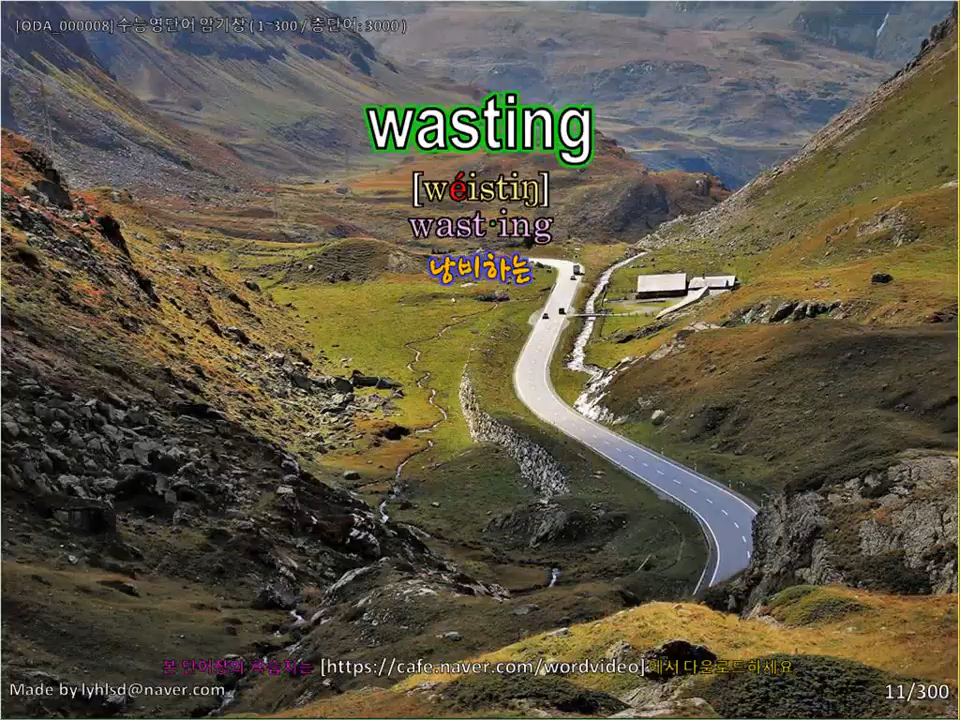 [ODA_000008] 수능영단어 암기장 ( 1~300 / 총단어: 3000 )
wasting
[wéistiŋ]
wast·ing
낭비하는
본 단어장의 학습지는 [https://cafe.naver.com/wordvideo]에서 다운로드하세요
Made by lyhlsd@naver.com
11/300